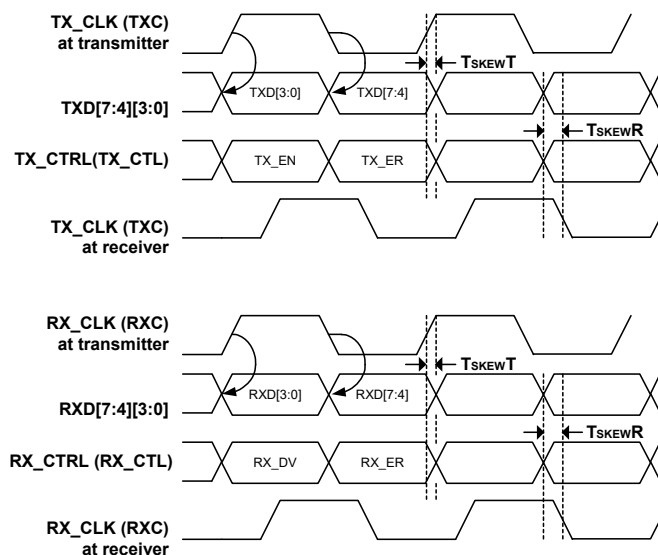 TX_CLK (TXC)
at transmitter
TSKEWT
TXD[7:4][3:0]
TXD[3:0]
TXD[7:4]
TSKEWR
TX_CTRL(TX_CTL)
TX_EN
TX_ER
TX_CLK (TXC)
at receiver
RX_CLK (RXC)
at transmitter
TSKEWT
RXD[7:4][3:0]
RXD[3:0]
RXD[7:4]
TSKEWR
RX_CTRL (RX_CTL)
RX_DV
RX_ER
RX_CLK (RXC)
at receiver